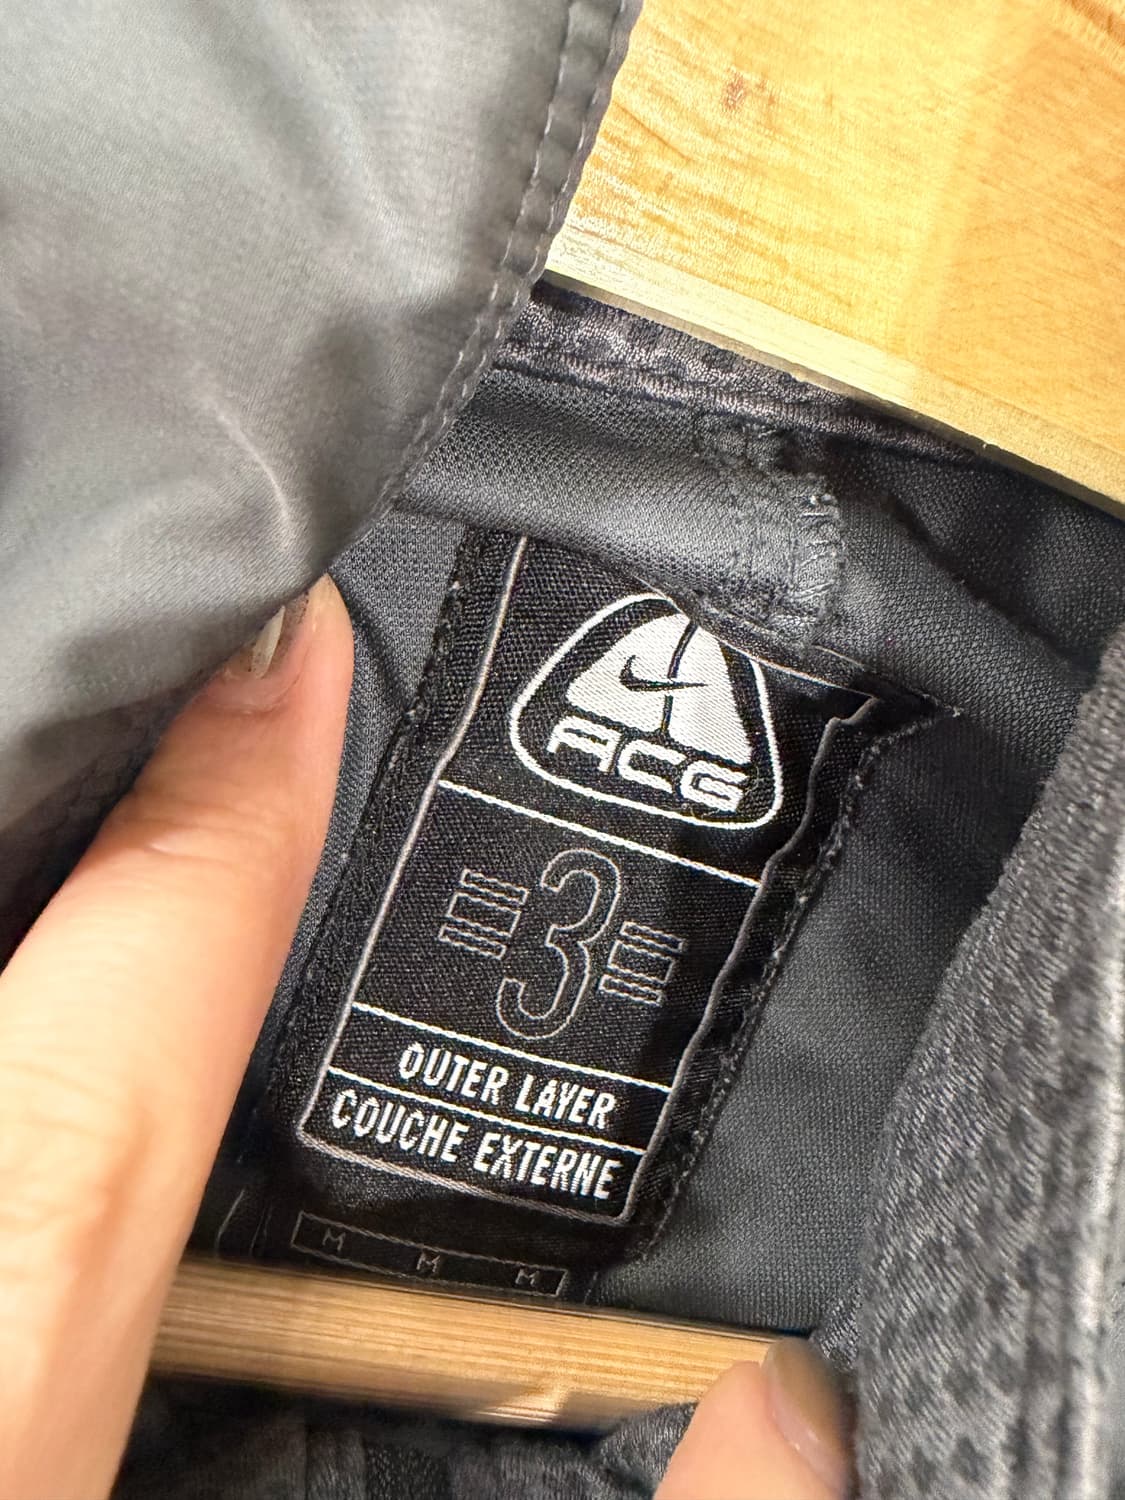 ACG
3
OUTER LAYER
COUCHE EXTERNE
M M M